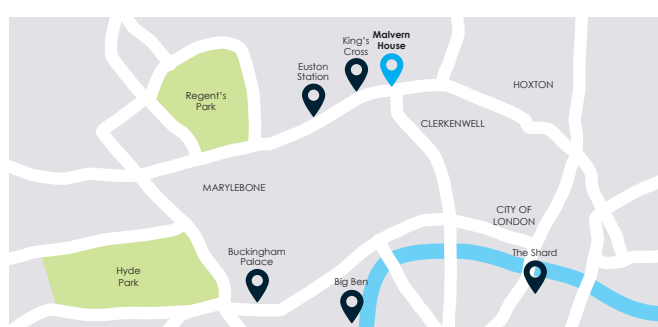 Malvern
House
King's
Cross
Euston
Station
HOXTON
Regent's
Park
CLERKENWELL
MARYLEBONE
CITY OF
LONDON
Buckingham
Palace
The Shard
Hyde
Park
Big Ben